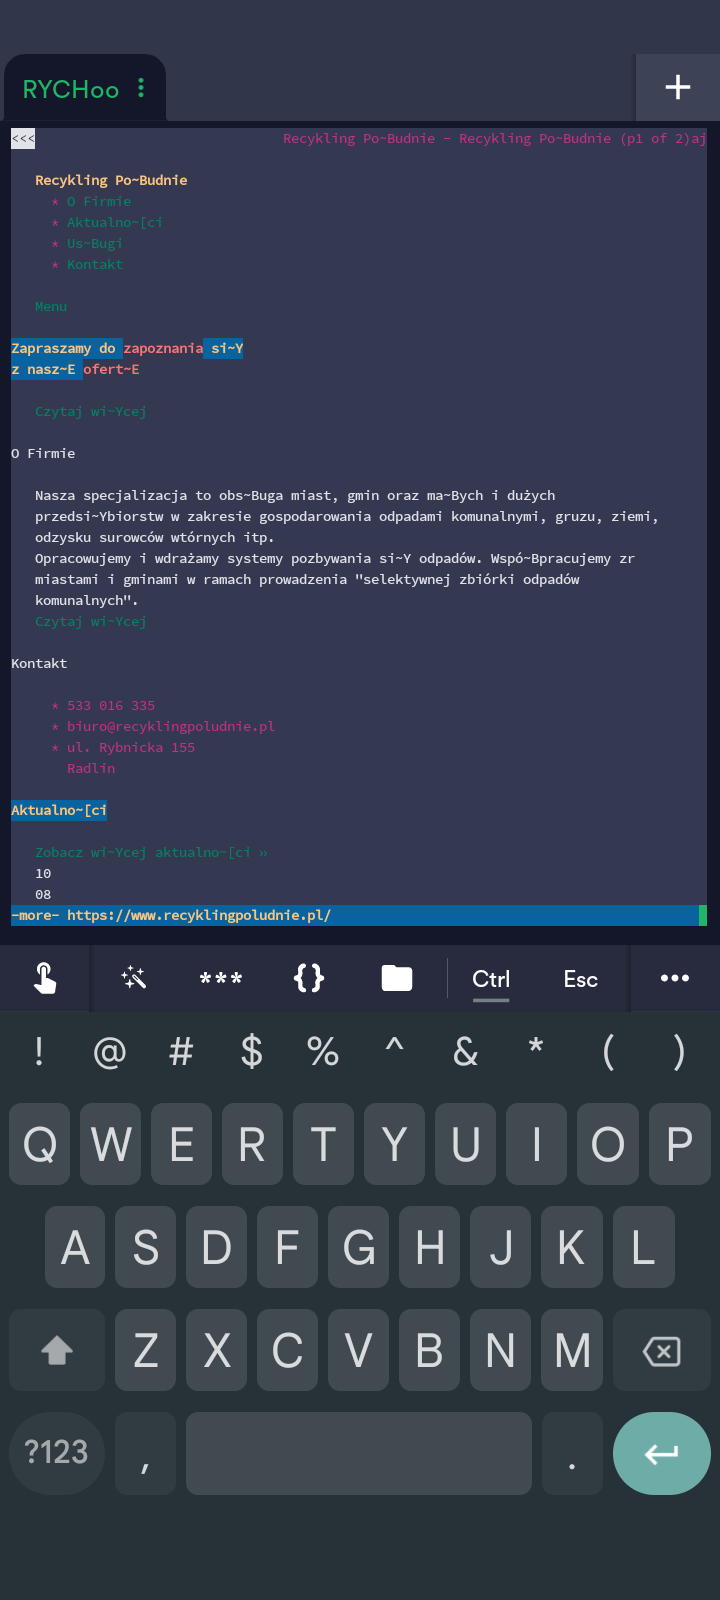 RYCHoo
+
<<< Recykling Po~Budnie - Recykling Po~Budnie (p1 of 2)aj
Recykling Po~Budnie
* O Firmie
* Aktualno~[ci
* Us~Bugi
* Kontakt
Menu
Zapraszamy do zapoznania si~Y
z nasz~E ofert~E
Czytaj wi~Ycej
O Firmie
Nasza specjalizacja to obs~Buga miast, gmin oraz ma~Bych i dużych
przedsi~Ybiorstw w zakresie gospodarowania odpadami komunalnymi, gruzu, ziemi,
odzysku surowców wtórnych itp.
Opracowujemy i wdrażamy systemy pozbywania si~Y odpadów. Wspó~Bpracujemy zr
miastami i gminami w ramach prowadzenia "selektywnej zbiórki odpadów
komunalnych".
Czytaj wi~Ycej
Kontakt
* 533 016 335
* biuro@recyklingpoludnie.pl
* ul. Rybnicka 155
Radlin
Aktualno~[ci
Zobacz wi~Ycej aktualno~[ci »
10
08
-more- https://www.recyklingpoludnie.pl/
*** {} Ctrl Esc
! @ # $ % ^ & * ( )
Q W E R T Y U I O P
A S D F G H J K L
Z X C V B N M
?123 , .